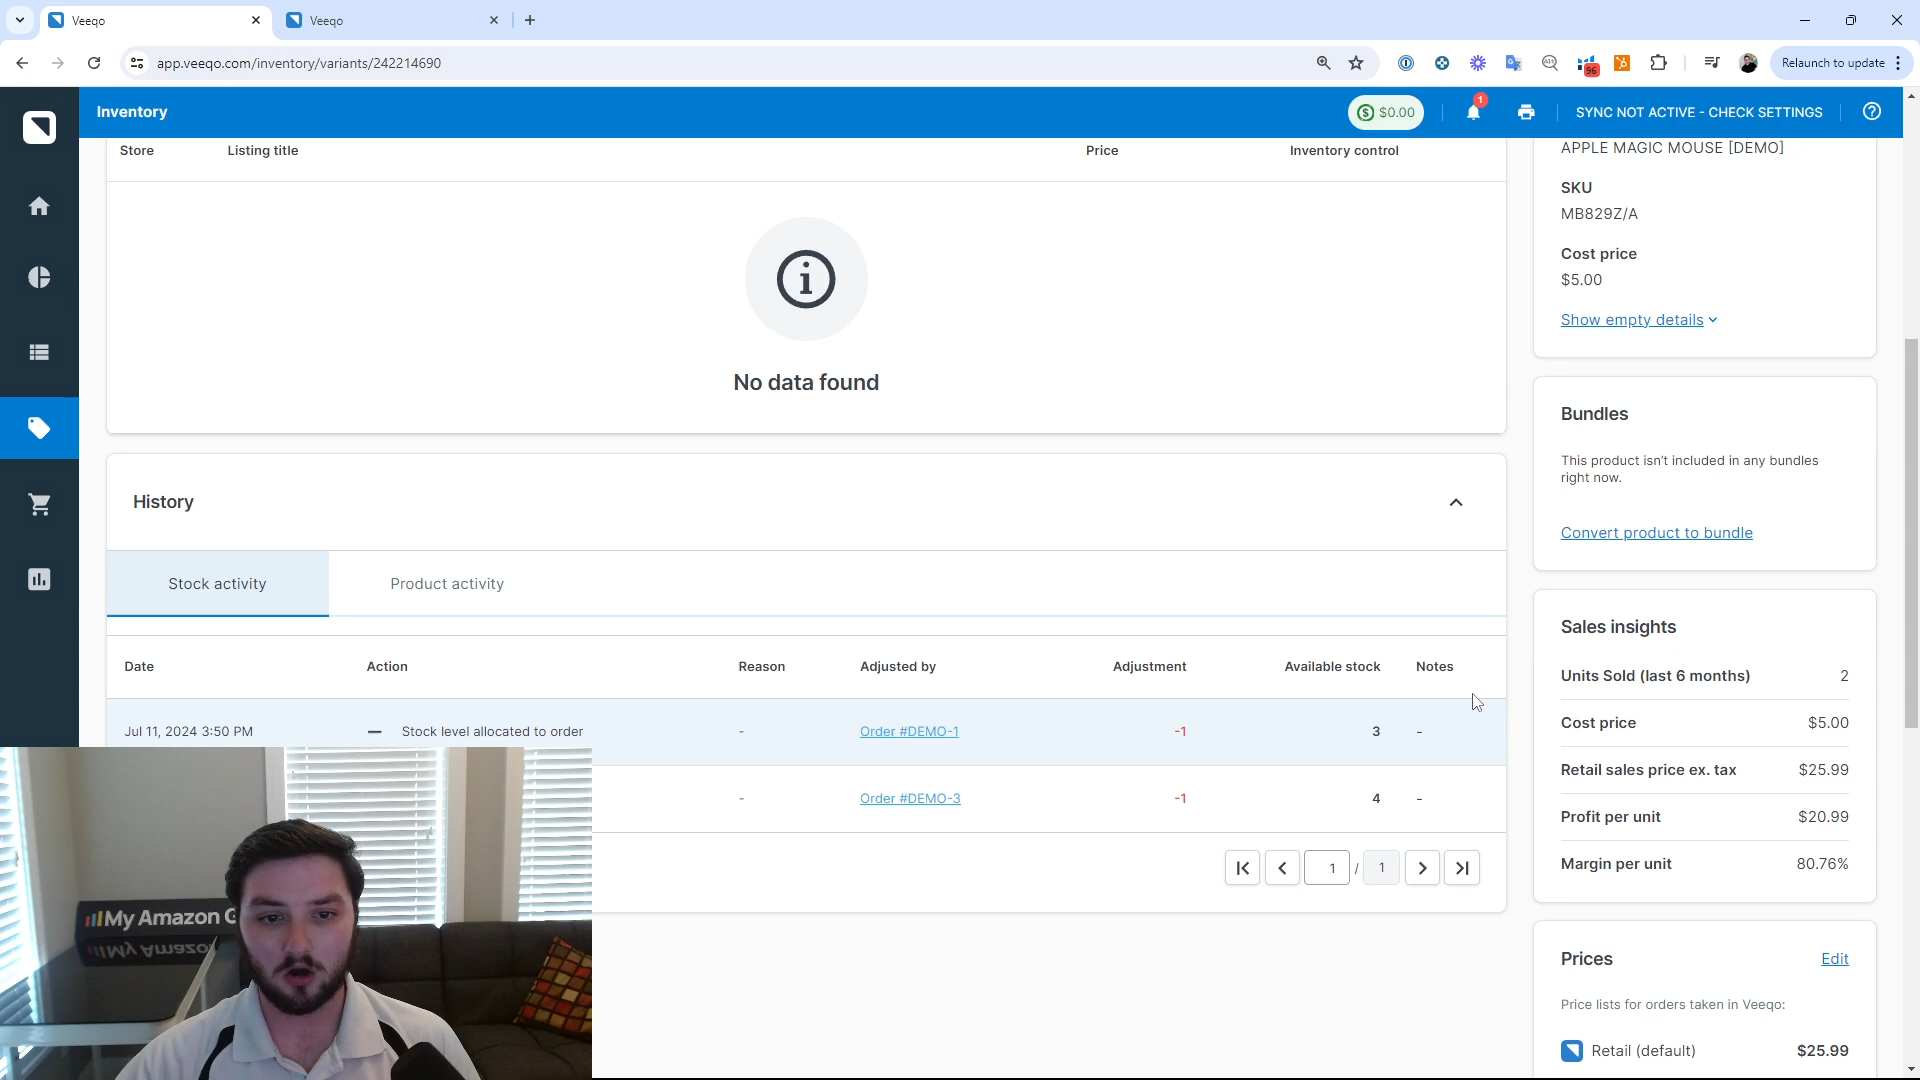 Veeqo
Veeqo
app.veeqo.com/inventory/variants/242214690
96
Relaunch to update
Inventory
$0.00
1
SYNC NOT ACTIVE - CHECK SETTINGS
Store
Listing title
Price
Inventory control
APPLE MAGIC MOUSE [DEMO]
SKU
MB829Z/A
Cost price
$5.00
Show empty details
No data found
Bundles
This product isn't included in any bundles
right now.
Convert product to bundle
History
Stock activity
Product activity
Date
Action
Reason
Adjusted by
Adjustment
Available stock
Notes
Jul 11, 2024 3:50 PM
Stock level allocated to order
-
Order #DEMO-1
-1
3
-
-
Order #DEMO-3
-1
4
-
1 / 1
Sales insights
Units Sold (last 6 months) 2
Cost price $5.00
Retail sales price ex. tax $25.99
Profit per unit $20.99
Margin per unit 80.76%
Prices
Edit
Price lists for orders taken in Veeqo:
Retail (default) $25.99
My Amazon G